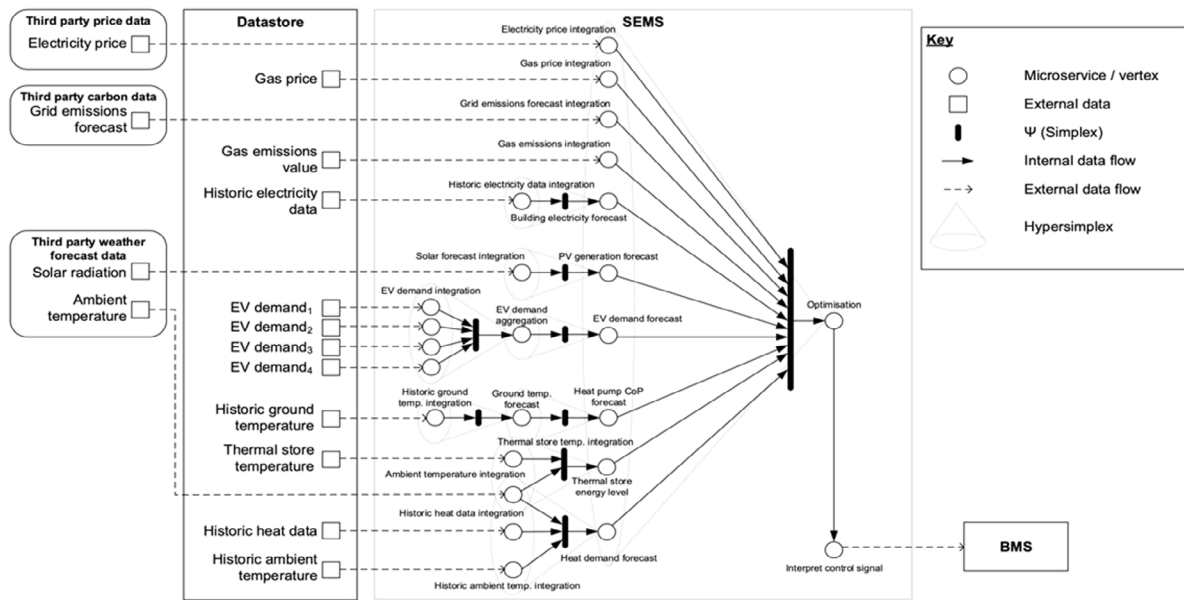 Third party price data
Electricity price
Third party carbon data
Grid emissions
forecast
Third party weather
forecast data
Solar radiation
Ambient
temperature
Datastore
Gas price
Gas emissions
value
Historic electricity
data
EV demand₁
EV demand₂
EV demand₃
EV demand₄
Historic ground
temperature
Thermal store
temperature
Historic heat data
Historic ambient
temperature
SEMS
Electricity price integration
Gas price integration
Grid emissions forecast integration
Gas emissions integration
Historic electricity data integration
Building electricity forecast
Solar forecast integration
PV generation forecast
EV demand integration
EV demand
aggregation
EV demand forecast
Historic ground
temp. integration
Ground temp.
forecast
Heat pump CoP
forecast
Thermal store temp. integration
Ambient temperature integration
Thermal store
energy level
Historic heat data integration
Heat demand forecast
Historic ambient temp. integration
Optimisation
Interpret control signal
BMS
Key
Microservice / vertex
External data
Ψ (Simplex)
Internal data flow
External data flow
Hypersimplex